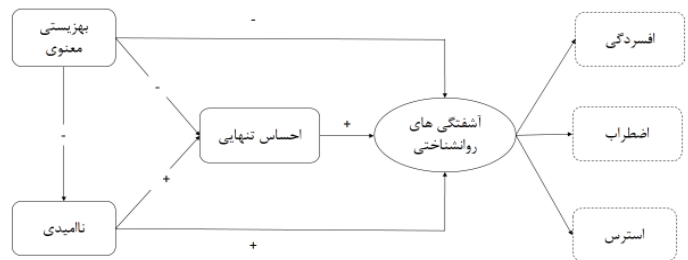 بهزیستی
معنوی
-
-
-
ناامیدی
احساس تنهایی
+
+
+
آشفتگی های
روانشناختی
افسردگی
اضطراب
استرس